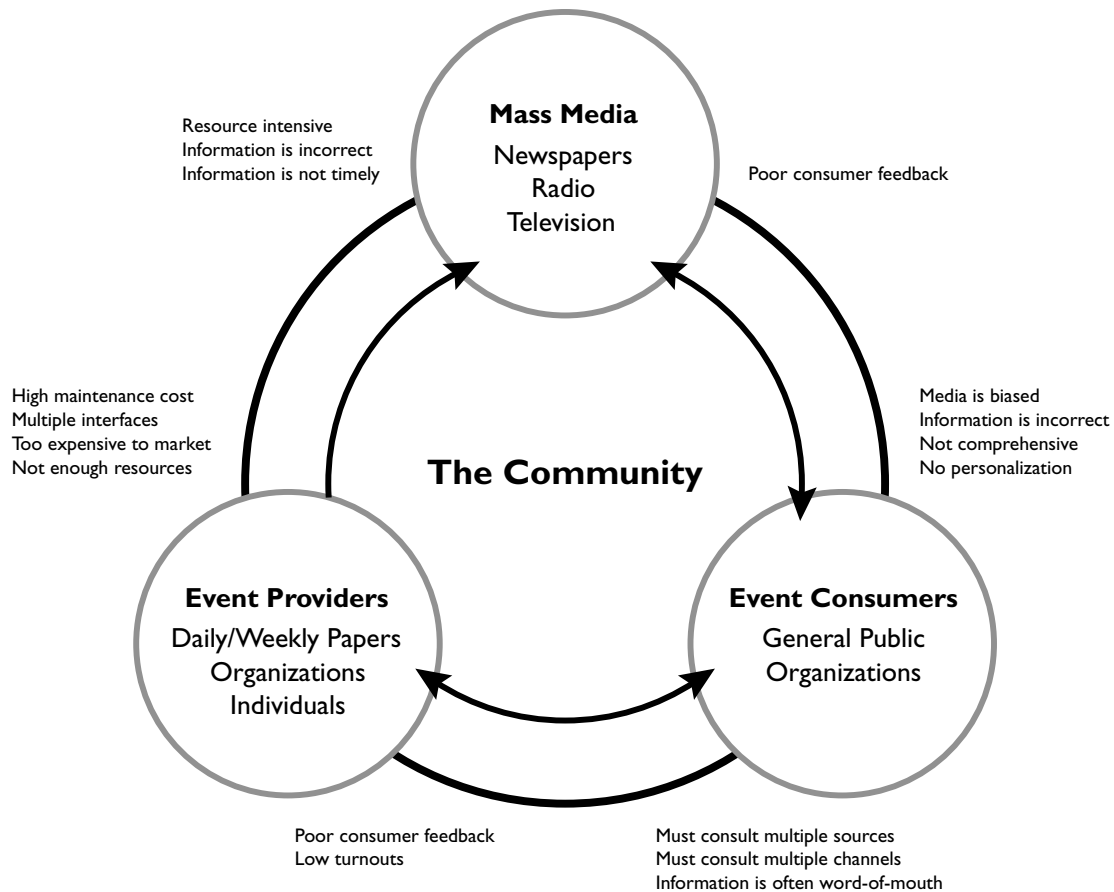 Mass Media
Newspapers
Radio
Television
Resource intensive
Information is incorrect
Information is not timely
Poor consumer feedback
High maintenance cost
Multiple interfaces
Too expensive to market
Not enough resources
Media is biased
Information is incorrect
Not comprehensive
No personalization
The Community
Event Providers
Daily/Weekly Papers
Organizations
Individuals
Event Consumers
General Public
Organizations
Poor consumer feedback
Low turnouts
Must consult multiple sources
Must consult multiple channels
Information is often word-of-mouth